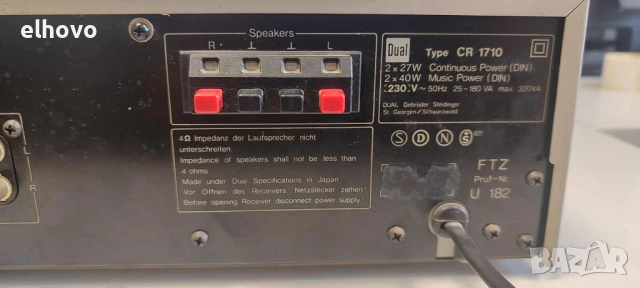 elhovo
Speakers
R
L
Dual
Type CR 1710
2 x 27W Continuous Power (DIN)
2 x 40W Music Power (DIN)
230 V~ 50Hz 25-180 VA max. 320VA
DUAL Gebrüder Steidinger
St. Georgen/Schwarzwald
4Ω Impedanz der Lautsprecher nicht
unterschreiten.
Impedance of speakers shall not be less than
4 ohms.
Made under Dual Specifications in Japan
Vor Öffnen des Receivers, Netzstecker ziehen!
Before opening Receiver disconnect power supply!
S D N S
FTZ
Prüf-Nr.
U 182
L
R
BAZAR